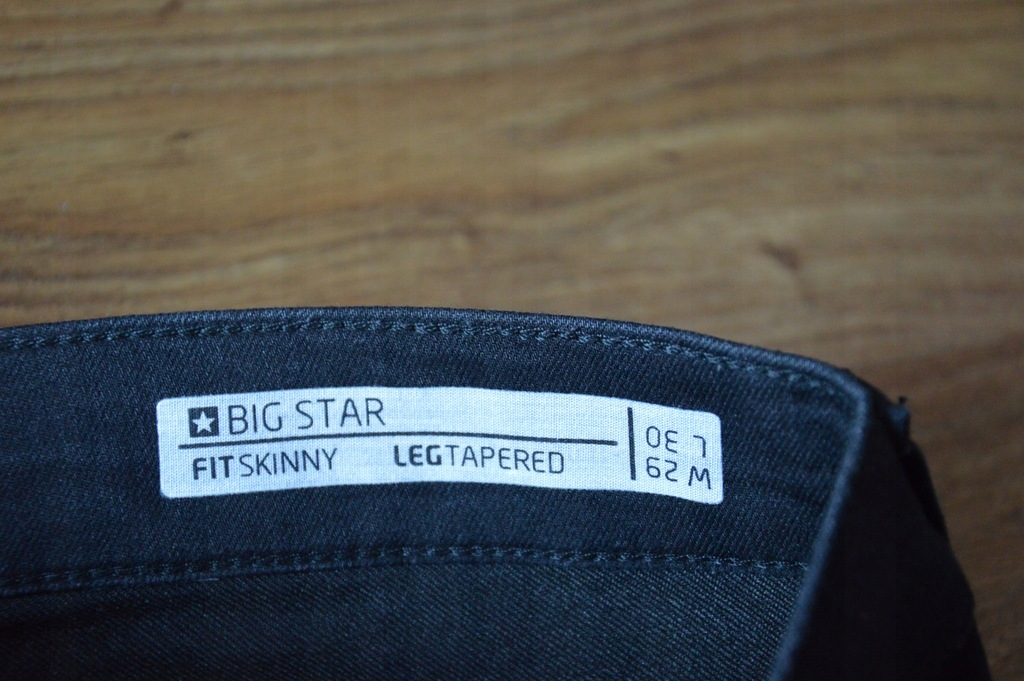 BIG STAR
FITSKINNY LEGTAPERED
W 29
L 30